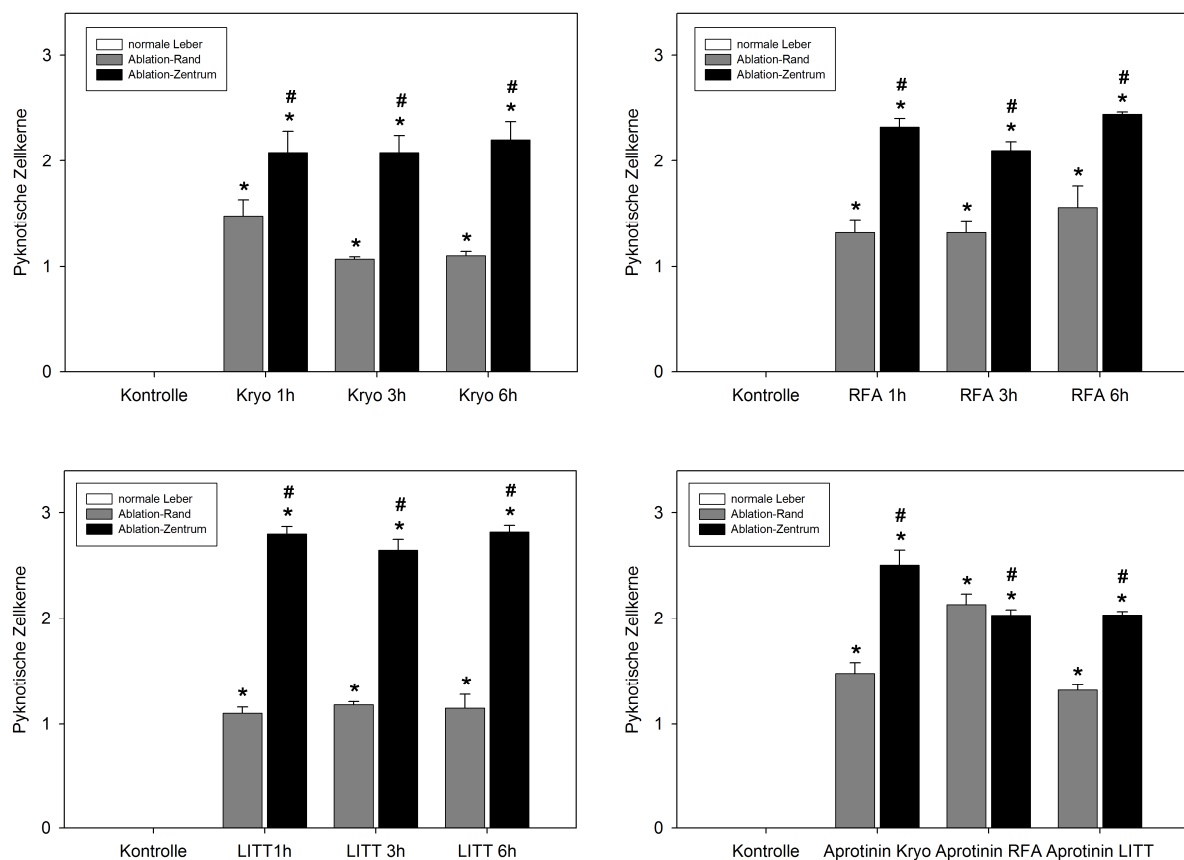 Pyknotische Zellkerne
3
2
1
0
normale Leber
Ablation-Rand
Ablation-Zentrum
* # * * # * * # *
Kontrolle Kryo 1h Kryo 3h Kryo 6h
Pyknotische Zellkerne
3
2
1
0
normale Leber
Ablation-Rand
Ablation-Zentrum
* # * * # * * # *
Kontrolle RFA 1h RFA 3h RFA 6h
Pyknotische Zellkerne
3
2
1
0
normale Leber
Ablation-Rand
Ablation-Zentrum
* # * * # * * # *
Kontrolle LITT1h LITT 3h LITT 6h
Pyknotische Zellkerne
3
2
1
0
normale Leber
Ablation-Rand
Ablation-Zentrum
* # * * # * * # *
Kontrolle Aprotinin Kryo Aprotinin RFA Aprotinin LITT